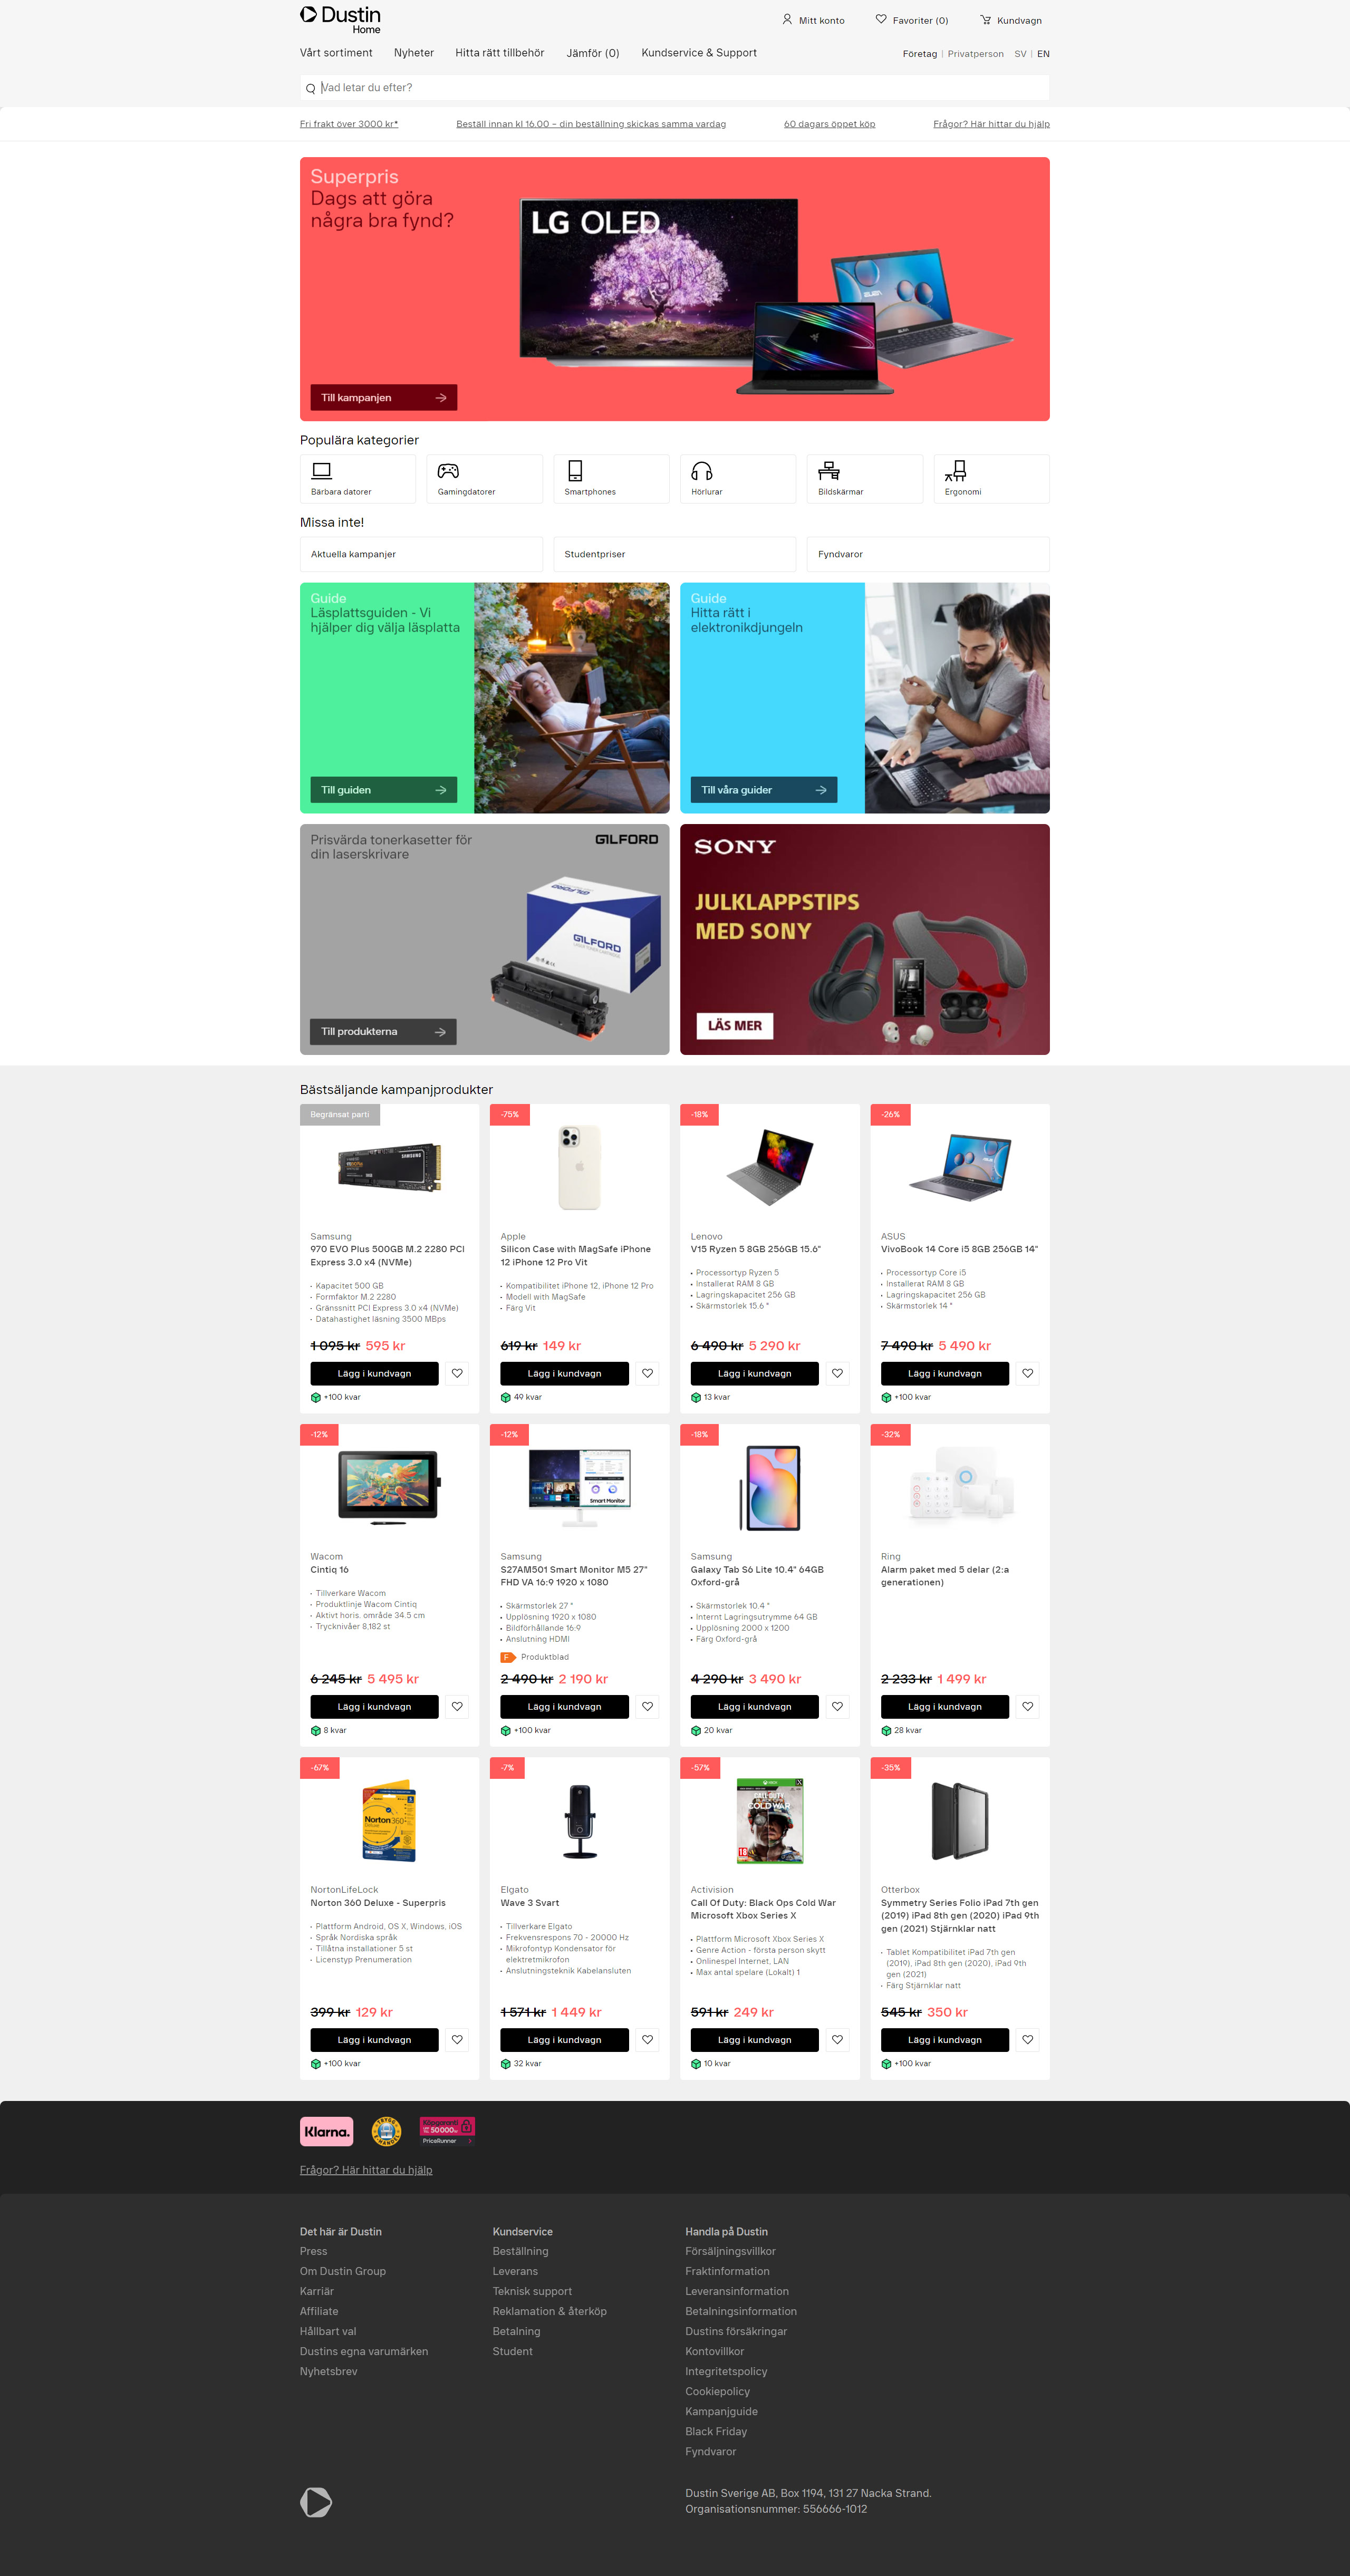 Dustin
Home
Mitt konto
Favoriter (0)
Kundvagn
Vårt sortiment
Nyheter
Hitta rätt tillbehör
Jämför (0)
Kundservice & Support
Företag | Privatperson
SV | EN
Vad letar du efter?
Fri frakt över 3000 kr*
Beställ innan kl 16.00 – din beställning skickas samma vardag
60 dagars öppet köp
Frågor? Här hittar du hjälp
Superpris
Dags att göra
några bra fynd?
LG OLED
Till kampanjen
Populära kategorier
Bärbara datorer
Gamingdatorer
Smartphones
Hörlurar
Bildskärmar
Ergonomi
Missa inte!
Aktuella kampanjer
Studentpriser
Fyndvaror
Guide
Läsplattsguiden - Vi
hjälper dig välja läsplatta
Till guiden
Guide
Hitta rätt i
elektronikdjungeln
Till våra guider
Prisvärda tonerkasetter för
din laserskrivare
GILFORD
GILFORD
Till produkterna
SONY
JULKLAPPSTIPS
MED SONY
LÄS MER
Bästsäljande kampanjprodukter
Begränsat parti
SAMSUNG
Samsung
970 EVO Plus 500GB M.2 2280 PCI
Express 3.0 x4 (NVMe)
Kapacitet 500 GB
Formfaktor M.2 2280
Gränssnitt PCI Express 3.0 x4 (NVMe)
Datahastighet läsning 3500 MBps
1 095 kr 595 kr
Lägg i kundvagn
+100 kvar
-75%
Apple
Silicon Case with MagSafe iPhone
12 iPhone 12 Pro Vit
Kompatibilitet iPhone 12, iPhone 12 Pro
Modell with MagSafe
Färg Vit
619 kr 149 kr
Lägg i kundvagn
49 kvar
-18%
Lenovo
V15 Ryzen 5 8GB 256GB 15.6"
Processortyp Ryzen 5
Installerat RAM 8 GB
Lagringskapacitet 256 GB
Skärmstorlek 15.6 "
6 490 kr 5 290 kr
Lägg i kundvagn
13 kvar
-26%
ASUS
VivoBook 14 Core i5 8GB 256GB 14"
Processortyp Core i5
Installerat RAM 8 GB
Lagringskapacitet 256 GB
Skärmstorlek 14 "
7 490 kr 5 490 kr
Lägg i kundvagn
+100 kvar
-12%
Wacom
Cintiq 16
Tillverkare Wacom
Produktlinje Wacom Cintiq
Aktivt horis. område 34.5 cm
Trycknivåer 8,182 st
6 245 kr 5 495 kr
Lägg i kundvagn
8 kvar
-12%
Smart Monitor
Samsung
S27AM501 Smart Monitor M5 27"
FHD VA 16:9 1920 x 1080
Skärmstorlek 27 "
Upplösning 1920 x 1080
Bildförhållande 16:9
Anslutning HDMI
F Produktblad
2 490 kr 2 190 kr
Lägg i kundvagn
+100 kvar
-18%
Samsung
Galaxy Tab S6 Lite 10.4" 64GB
Oxford-grå
Skärmstorlek 10.4 "
Internt Lagringsutrymme 64 GB
Upplösning 2000 x 1200
Färg Oxford-grå
4 290 kr 3 490 kr
Lägg i kundvagn
20 kvar
-32%
Ring
Alarm paket med 5 delar (2:a
generationen)
2 233 kr 1 499 kr
Lägg i kundvagn
28 kvar
-67%
Norton 360
NortonLifeLock
Norton 360 Deluxe - Superpris
Plattform Android, OS X, Windows, iOS
Språk Nordiska språk
Tillåtna installationer 5 st
Licenstyp Prenumeration
399 kr 129 kr
Lägg i kundvagn
+100 kvar
-7%
Elgato
Wave 3 Svart
Tillverkare Elgato
Frekvensrespons 70 - 20000 Hz
Mikrofontyp Kondensator för
elektretmikrofon
Anslutningsteknik Kabelansluten
1 571 kr 1 449 kr
Lägg i kundvagn
32 kvar
-57%
CALL OF DUTY
COLD WAR
Activision
Call Of Duty: Black Ops Cold War
Microsoft Xbox Series X
Plattform Microsoft Xbox Series X
Genre Action - första person skytt
Onlinespel Internet, LAN
Max antal spelare (Lokalt) 1
591 kr 249 kr
Lägg i kundvagn
10 kvar
-35%
Otterbox
Symmetry Series Folio iPad 7th gen
(2019) iPad 8th gen (2020) iPad 9th
gen (2021) Stjärnklar natt
Tablet Kompatibilitet iPad 7th gen
(2019), iPad 8th gen (2020), iPad 9th
gen (2021)
Färg Stjärnklar natt
545 kr 350 kr
Lägg i kundvagn
+100 kvar
Klarna.
TRYGG E-HANDEL
Köpgaranti
50 000kr
PriceRunner
Frågor? Här hittar du hjälp
Det här är Dustin
Press
Om Dustin Group
Karriär
Affiliate
Hållbart val
Dustins egna varumärken
Nyhetsbrev
Kundservice
Beställning
Leverans
Teknisk support
Reklamation & återköp
Betalning
Student
Handla på Dustin
Försäljningsvillkor
Fraktinformation
Leveransinformation
Betalningsinformation
Dustins försäkringar
Kontovillkor
Integritetspolicy
Cookiepolicy
Kampanjguide
Black Friday
Fyndvaror
Dustin Sverige AB, Box 1194, 131 27 Nacka Strand.
Organisationsnummer: 556666-1012